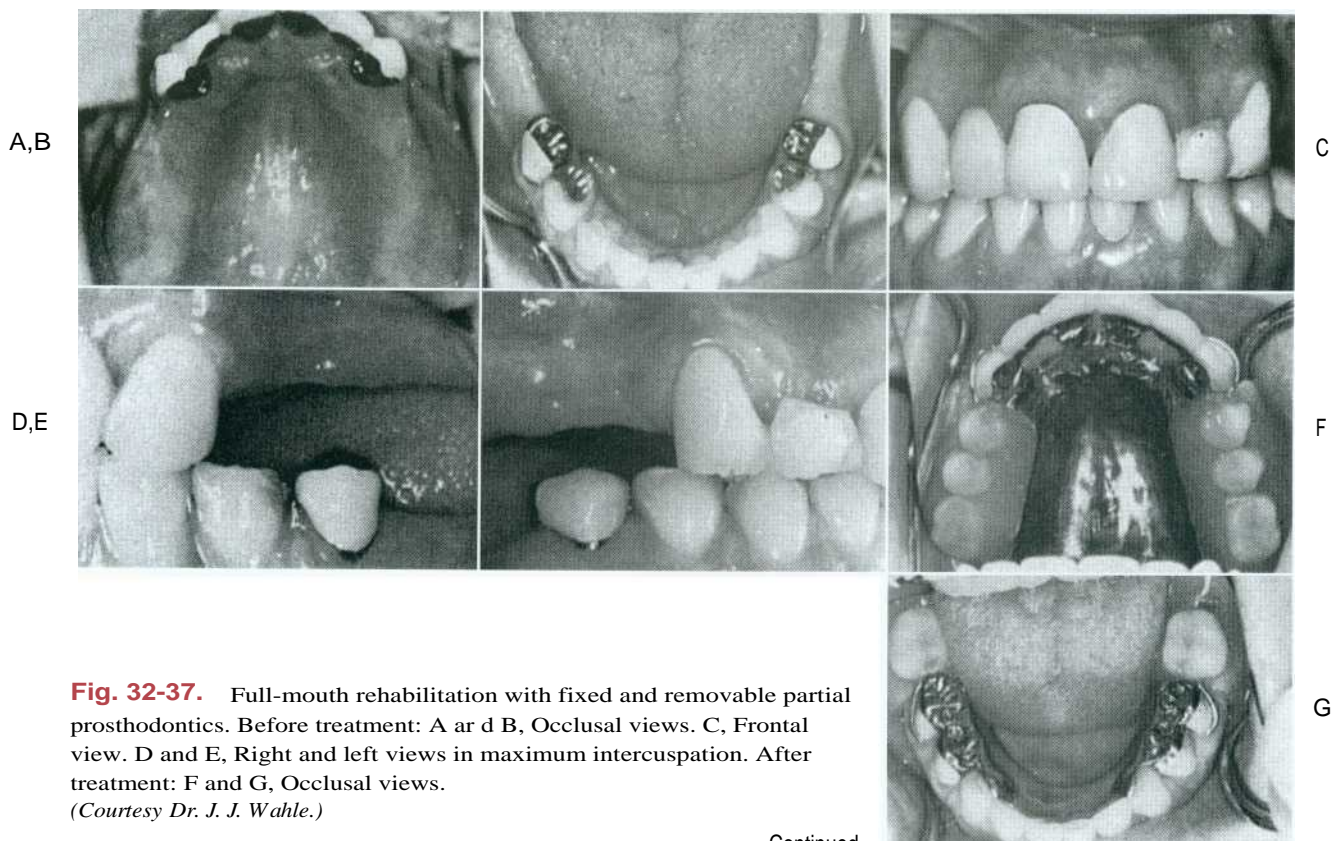 A,B
C
D,E
F
G
Fig. 32-37. Full-mouth rehabilitation with fixed and removable partial
prosthodontics. Before treatment: A ar d B, Occlusal views. C, Frontal
view. D and E, Right and left views in maximum intercuspation. After
treatment: F and G, Occlusal views.
(Courtesy Dr. J. J. Wahle.)
Continued